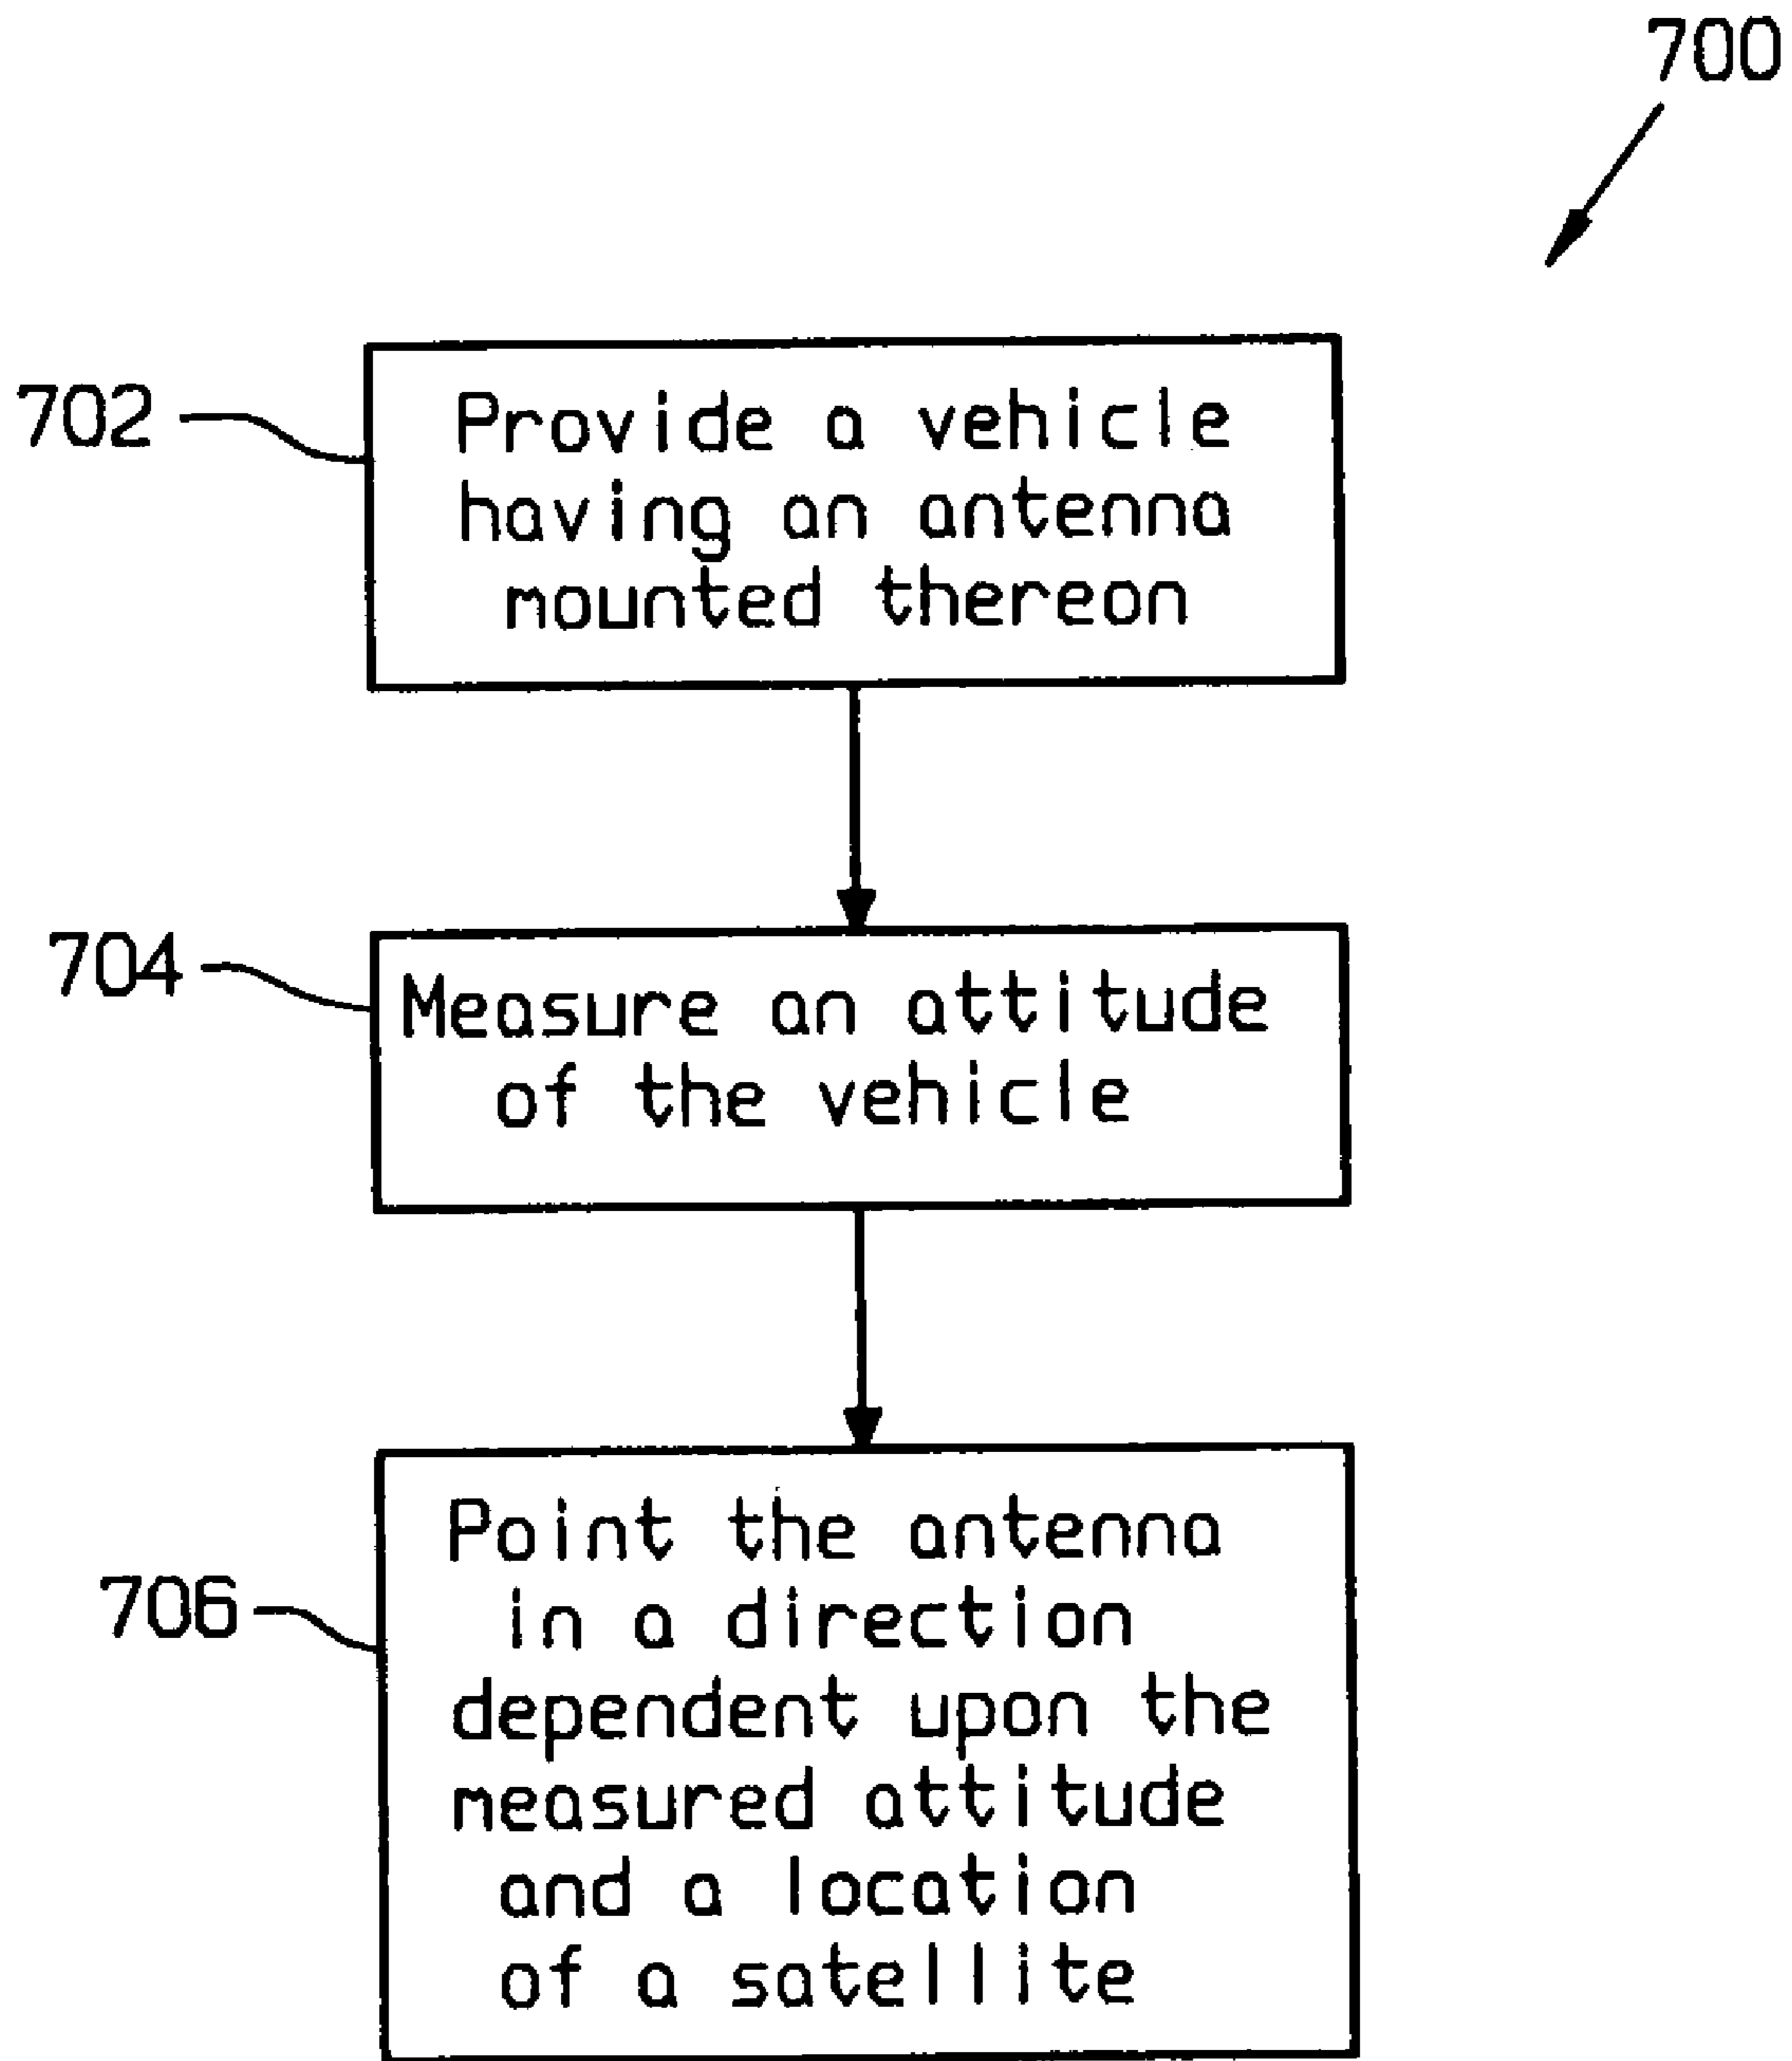 700
702
Provide a vehicle
having an antenna
mounted thereon
704
Measure an attitude
of the vehicle
706
Point the antenna
in a direction
dependent upon the
measured attitude
and a location
of a satellite